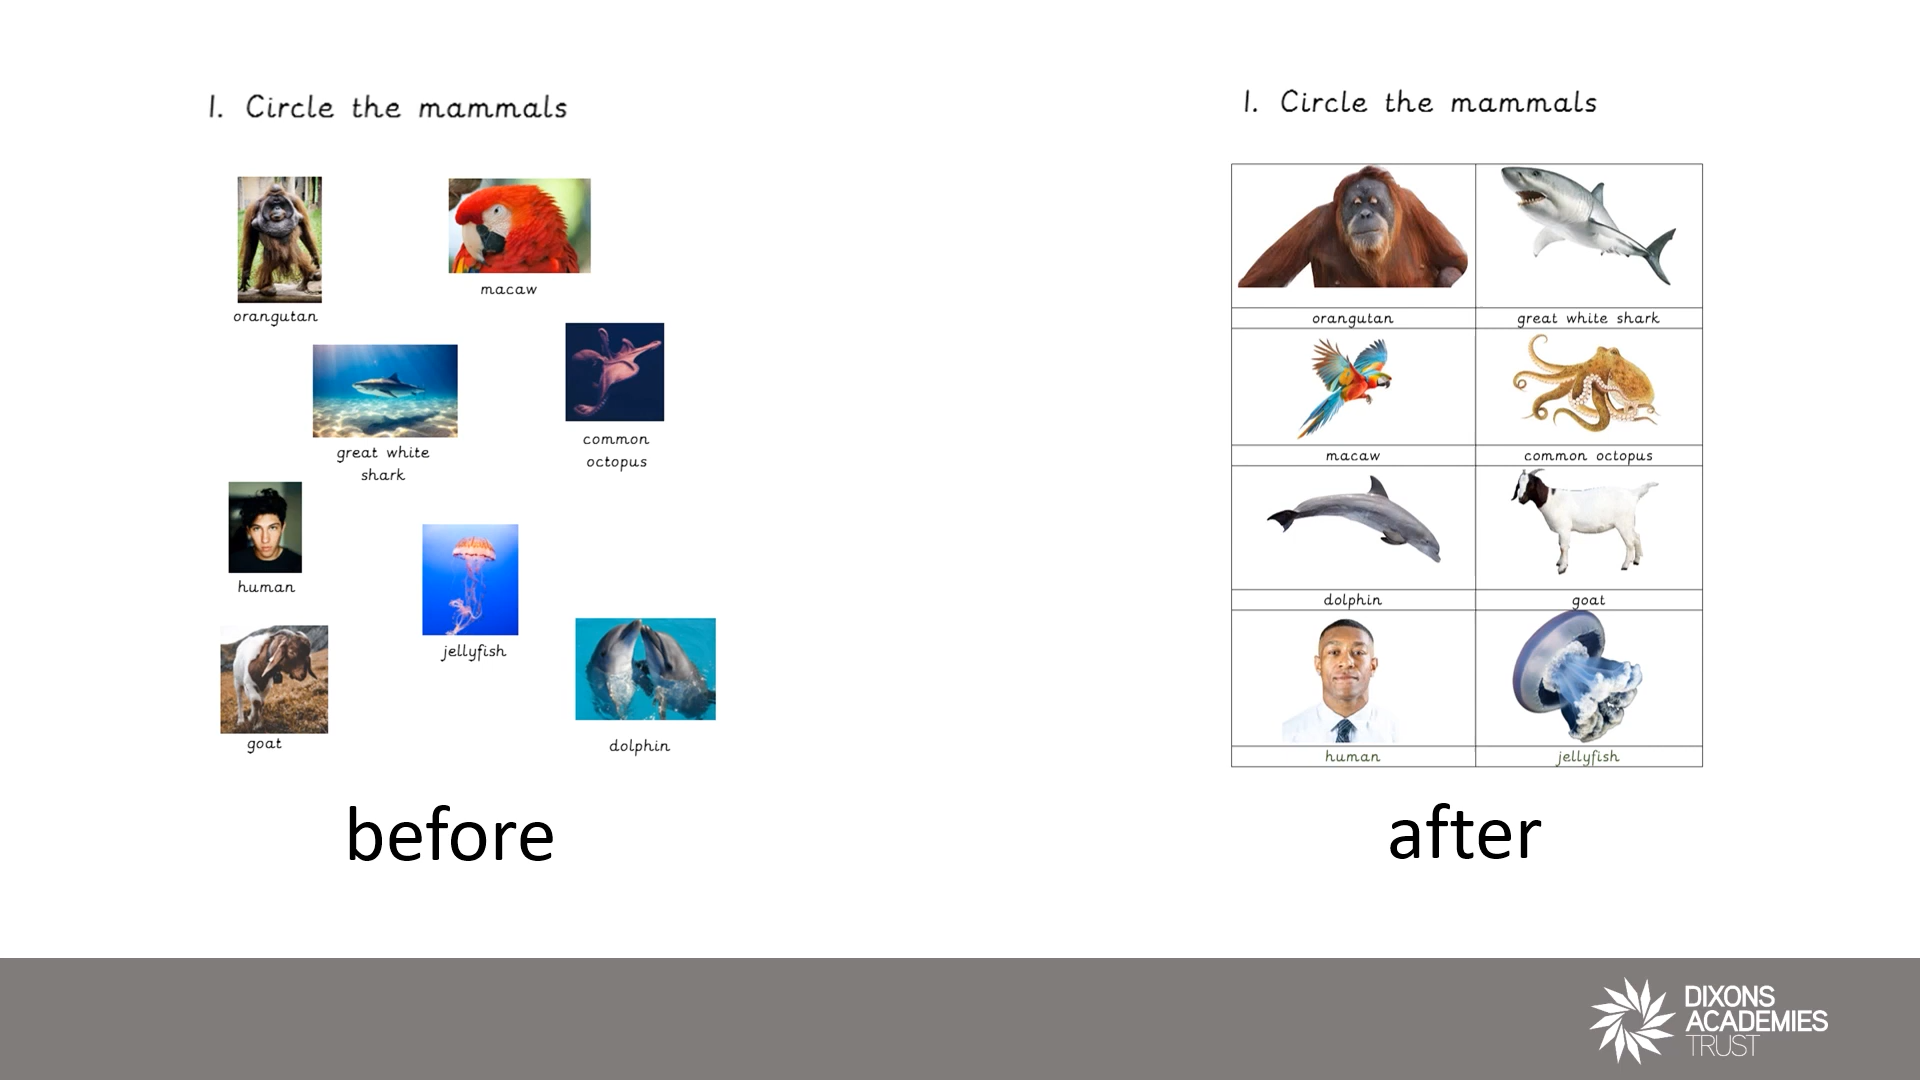 1. Circle the mammals
orangutan
macaw
great white
shark
common
octopus
human
jellyfish
goat
dolphin
before
1. Circle the mammals
orangutan great white shark
macaw common octopus
dolphin goat
human jellyfish
after
DIXONS
ACADEMIES
TRUST